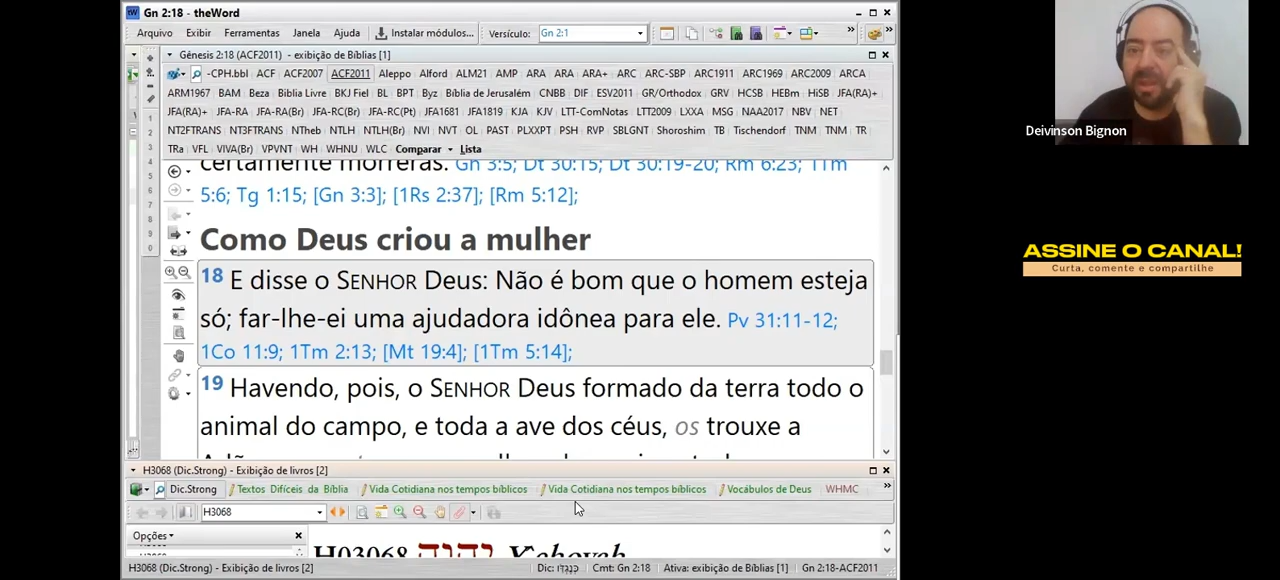 Gn 2:18 - theWord
Arquivo Exibir Ferramentas Janela Ajuda Instalar módulos... Versículo: Gn 2:1
Gênesis 2:18 (ACF2011) - exibição de Bíblias [1]
-CPH.bbl ACF ACF2007 ACF2011 Aleppo Alford ALM21 AMP ARA ARA ARA+ ARC ARC-SBP ARC1911 ARC1969 ARC2009 ARCA
ARM1967 BAM Beza Bíblia Livre BKJ Fiel BL BPT Byz Bíblia de Jerusalém CNBB DIF ESV2011 GR/Orthodox GRV HCSB HEBm HiSB JFA(RA)+
JFA(RA)+ JFA-RA JFA-RA(Br) JFA-RC(Br) JFA-RC(Pt) JFA1681 JFA1819 KJA KJV LTT-ComNotas LTT2009 LXXA MSG NAA2017 NBV NET
NT2FTRANS NT3FTRANS NTheb NTLH NTLH(Br) NVI NVT OL PAST PLXXPT PSH RVP SBLGNT Shoroshim TB Tischendorf TNM TNM TR
TRa VFL VIVA(Br) VPVNT WH WHNU WLC Comparar Lista
certamente morrerás. Gn 3:5; Dt 30:15; Dt 30:19-20; Rm 6:23; 1Tm
5:6; Tg 1:15; [Gn 3:3]; [1Rs 2:37]; [Rm 5:12];
Como Deus criou a mulher
18 E disse o SENHOR Deus: Não é bom que o homem esteja
só; far-lhe-ei uma ajudadora idônea para ele. Pv 31:11-12;
1Co 11:9; 1Tm 2:13; [Mt 19:4]; [1Tm 5:14];
19 Havendo, pois, o SENHOR Deus formado da terra todo o
animal do campo, e toda a ave dos céus, os trouxe a
H3068 (Dic.Strong) - Exibição de livros [2]
Dic.Strong Textos Difíceis da Bíblia Vida Cotidiana nos tempos bíblicos Vida Cotidiana nos tempos bíblicos Vocábulos de Deus WHMC
H3068
Opções
H03068 יהוה Yehovah
H3068 (Dic.Strong) - Exibição de livros [2] Dic: Cmt: Gn 2:18 Ativa: exibição de Bíblias [1] Gn 2:18-ACF2011
Deivinson Bignon
ASSINE O CANAL!
Curta, comente e compartilhe